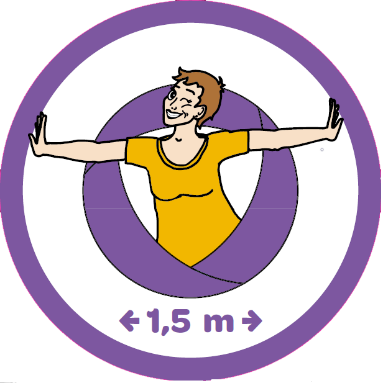 ← 1,5 m →